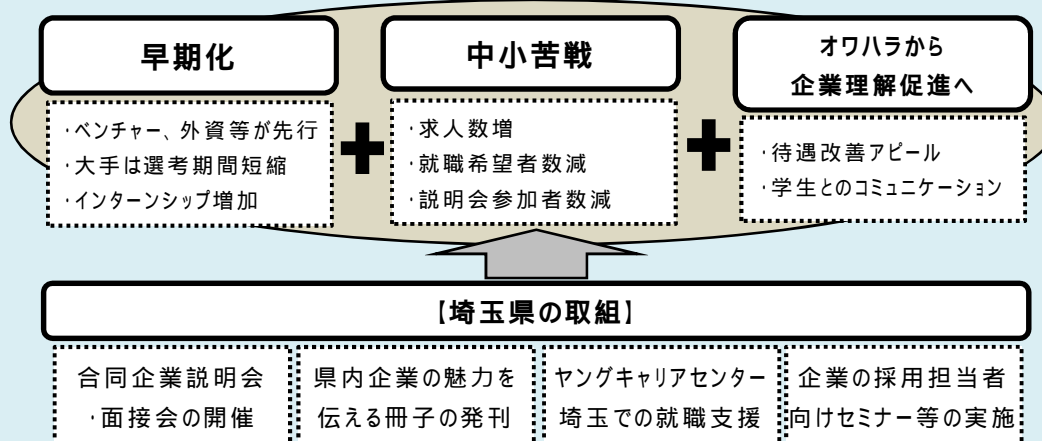 早期化
・ベンチャー、外資等が先行
・大手は選考期間短縮
・インターンシップ増加
✚
中小苦戦
・求人数増
・就職希望者数減
・説明会参加者数減
✚
オワハラから
企業理解促進へ
・待遇改善アピール
・学生とのコミュニケーション
【埼玉県の取組】
合同企業説明会
・面接会の開催
県内企業の魅力を
伝える冊子の発刊
ヤングキャリアセンター
埼玉での就職支援
企業の採用担当者
向けセミナー等の実施